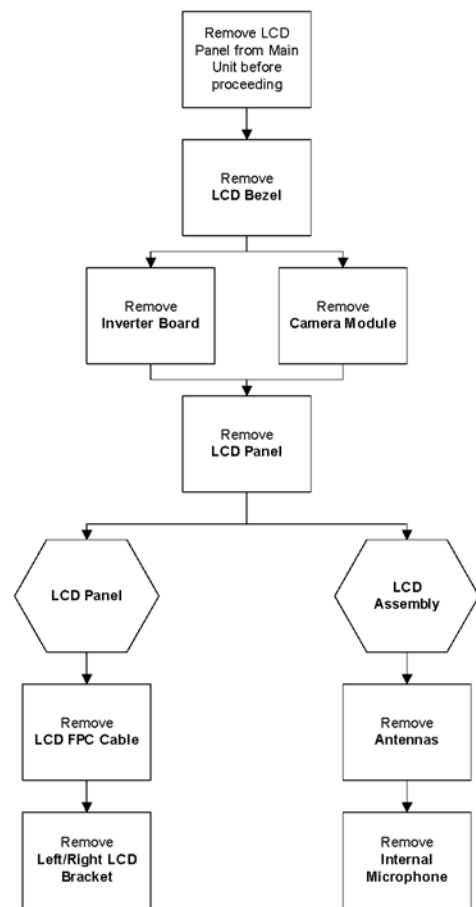 Remove LCD
Panel from Main
Unit before
proceeding
Remove
LCD Bezel
Remove
Inverter Board
Remove
Camera Module
Remove
LCD Panel
LCD Panel
LCD
Assembly
Remove
LCD FPC Cable
Remove
Antennas
Remove
Left/Right LCD
Bracket
Remove
Internal
Microphone